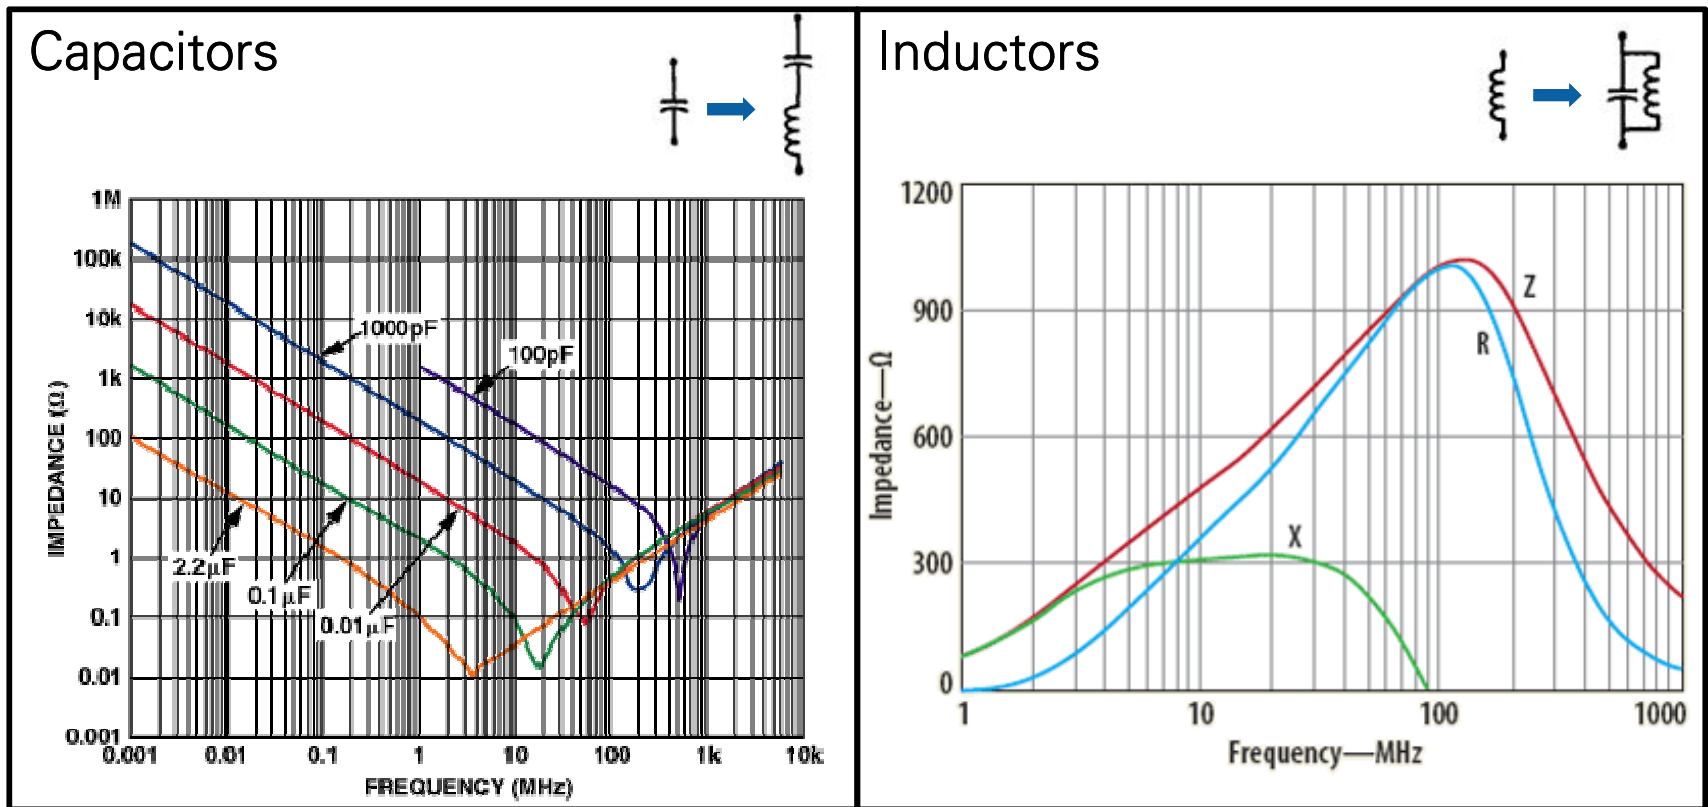 Capacitors
1M
100k
10k
1k
100
10
1
0.1
0.01
0.001
IMPEDANCE (Ω)
1000pF
100pF
2.2μF
0.1μF
0.01μF
0.001 0.01 0.1 1 10 100 1k 10k
FREQUENCY (MHz)
Inductors
1200
900
600
300
0
Impedance—Ω
Z
R
X
1 10 100 1000
Frequency—MHz